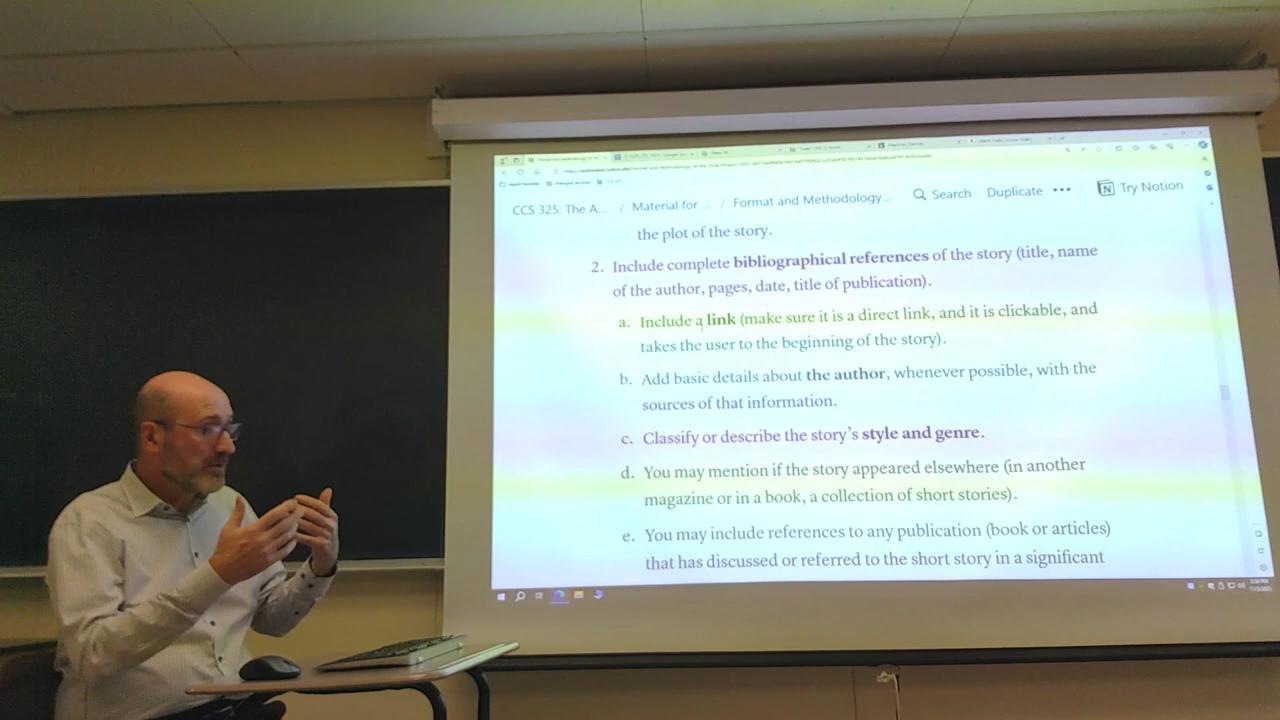 CCS 325: The A... / Material for ... / Format and Methodology... Search Duplicate ••• Try Notion
the plot of the story.
2. Include complete bibliographical references of the story (title, name
of the author, pages, date, title of publication).
a. Include a link (make sure it is a direct link, and it is clickable, and
takes the user to the beginning of the story).
b. Add basic details about the author, whenever possible, with the
sources of that information.
c. Classify or describe the story's style and genre.
d. You may mention if the story appeared elsewhere (in another
magazine or in a book, a collection of short stories).
e. You may include references to any publication (book or articles)
that has discussed or referred to the short story in a significant